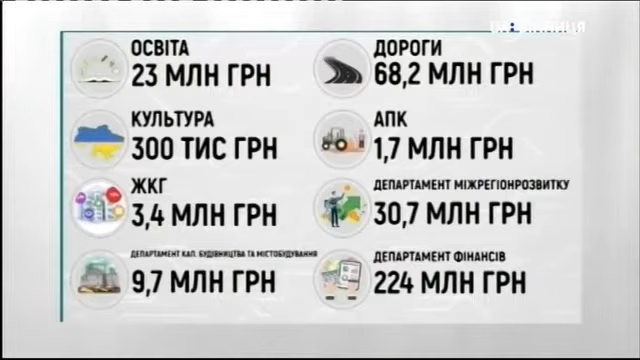 ОСВІТА
23 МЛН ГРН
ДОРОГИ
68,2 МЛН ГРН
КУЛЬТУРА
300 ТИС ГРН
АПК
1,7 МЛН ГРН
ЖКГ
3,4 МЛН ГРН
ДЕПАРТАМЕНТ МІЖРЕГІОНРОЗВИТКУ
30,7 МЛН ГРН
ДЕПАРТАМЕНТ КАП. БУДІВНИЦТВА ТА МІСТОБУДУВАННЯ
9,7 МЛН ГРН
ДЕПАРТАМЕНТ ФІНАНСІВ
224 МЛН ГРН